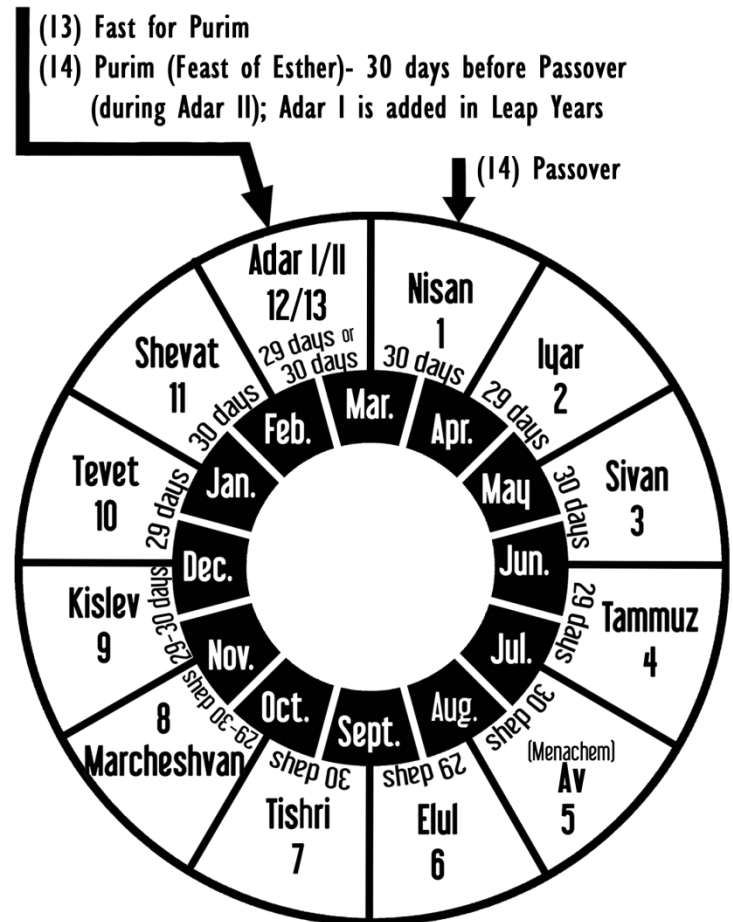 (13) Fast for Purim
(14) Purim (Feast of Esther)- 30 days before Passover
(during Adar II); Adar I is added in Leap Years
(14) Passover
Adar I/II
12/13
29 days or
30 days
Nisan
1
30 days
Iyar
2
29 days
Sivan
3
30 days
Tammuz
4
29 days
(Menachem)
Av
5
30 days
Elul
6
29 days
Tishri
7
30 days
8
Marcheshvan
29-30 days
Kislev
9
29-30 days
Tevet
10
29 days
Shevat
11
30 days
Mar.
Apr.
May
Jun.
Jul.
Aug.
Sept.
Oct.
Nov.
Dec.
Jan.
Feb.